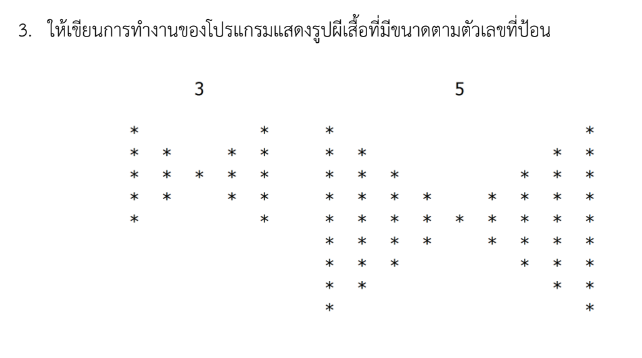 3. ให้เขียนการทำงานของโปรแกรมแสดงรูปผีเสื้อที่มีขนาดตามตัวเลขที่ป้อน
3 5
*       * *               *
* *   * * * *           * *
* * * * * * * *       * * *
* *   * * * * * *   * * * *
*       * * * * * * * * * *
* * * *   * * * *
* * *       * * *
* *           * *
*               *